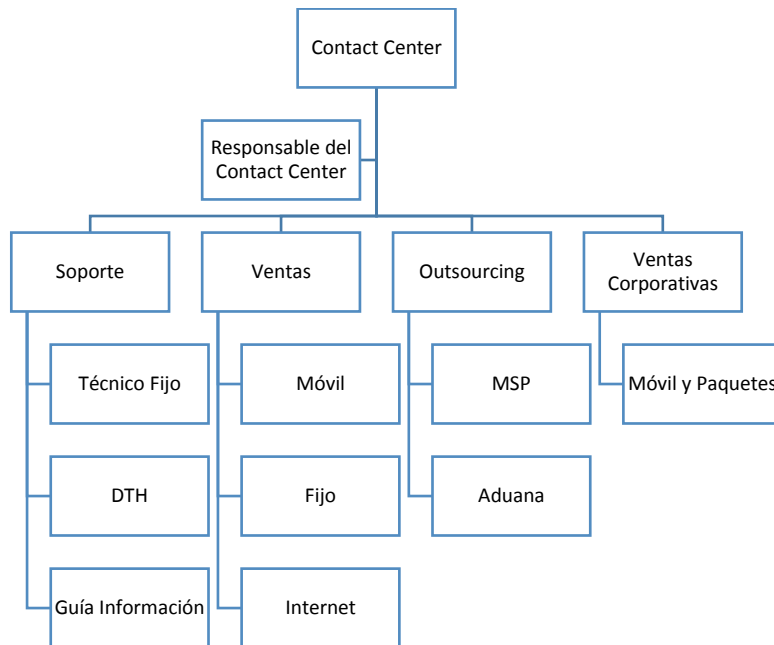 Contact Center
Responsable del
Contact Center
Soporte
Ventas
Outsourcing
Ventas
Corporativas
Técnico Fijo
Móvil
MSP
Móvil y Paquetes
DTH
Fijo
Aduana
Guía Información
Internet